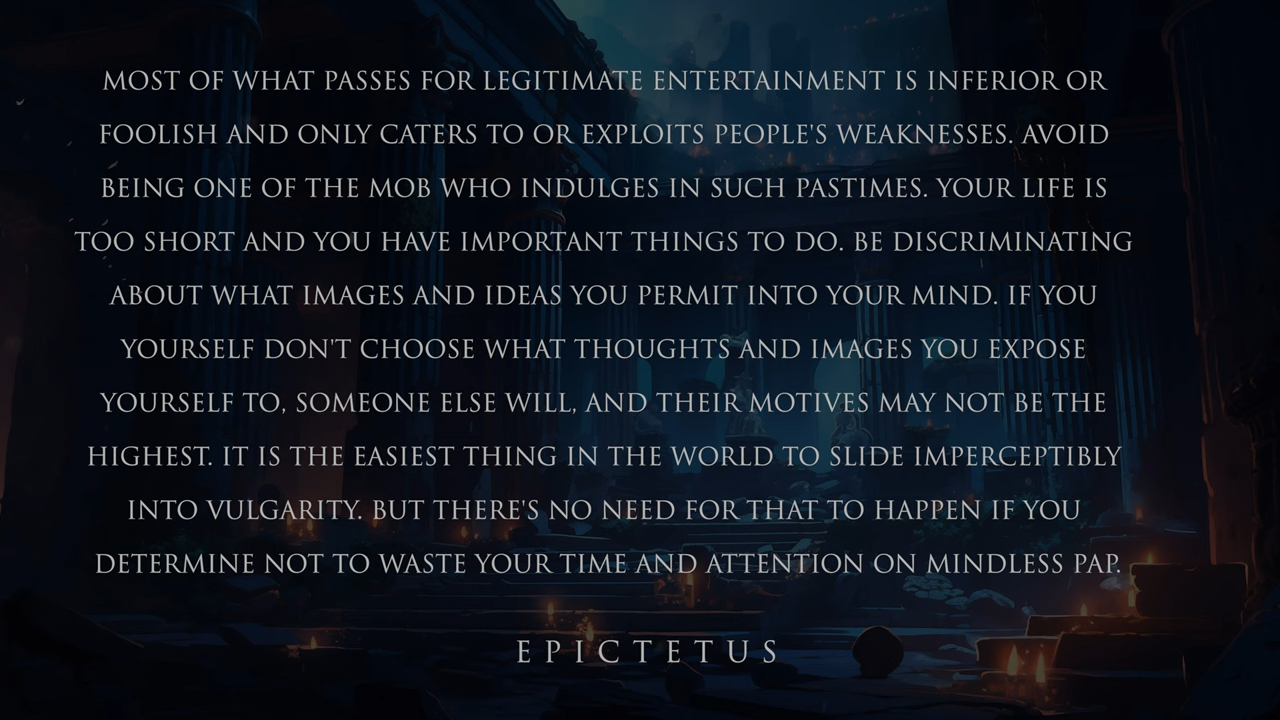 MOST OF WHAT PASSES FOR LEGITIMATE ENTERTAINMENT IS INFERIOR OR
FOOLISH AND ONLY CATERS TO OR EXPLOITS PEOPLE'S WEAKNESSES. AVOID
BEING ONE OF THE MOB WHO INDULGES IN SUCH PASTIMES. YOUR LIFE IS
TOO SHORT AND YOU HAVE IMPORTANT THINGS TO DO. BE DISCRIMINATING
ABOUT WHAT IMAGES AND IDEAS YOU PERMIT INTO YOUR MIND. IF YOU
YOURSELF DON'T CHOOSE WHAT THOUGHTS AND IMAGES YOU EXPOSE
YOURSELF TO, SOMEONE ELSE WILL, AND THEIR MOTIVES MAY NOT BE THE
HIGHEST. IT IS THE EASIEST THING IN THE WORLD TO SLIDE IMPERCEPTIBLY
INTO VULGARITY. BUT THERE'S NO NEED FOR THAT TO HAPPEN IF YOU
DETERMINE NOT TO WASTE YOUR TIME AND ATTENTION ON MINDLESS PAP.
EPICTETUS